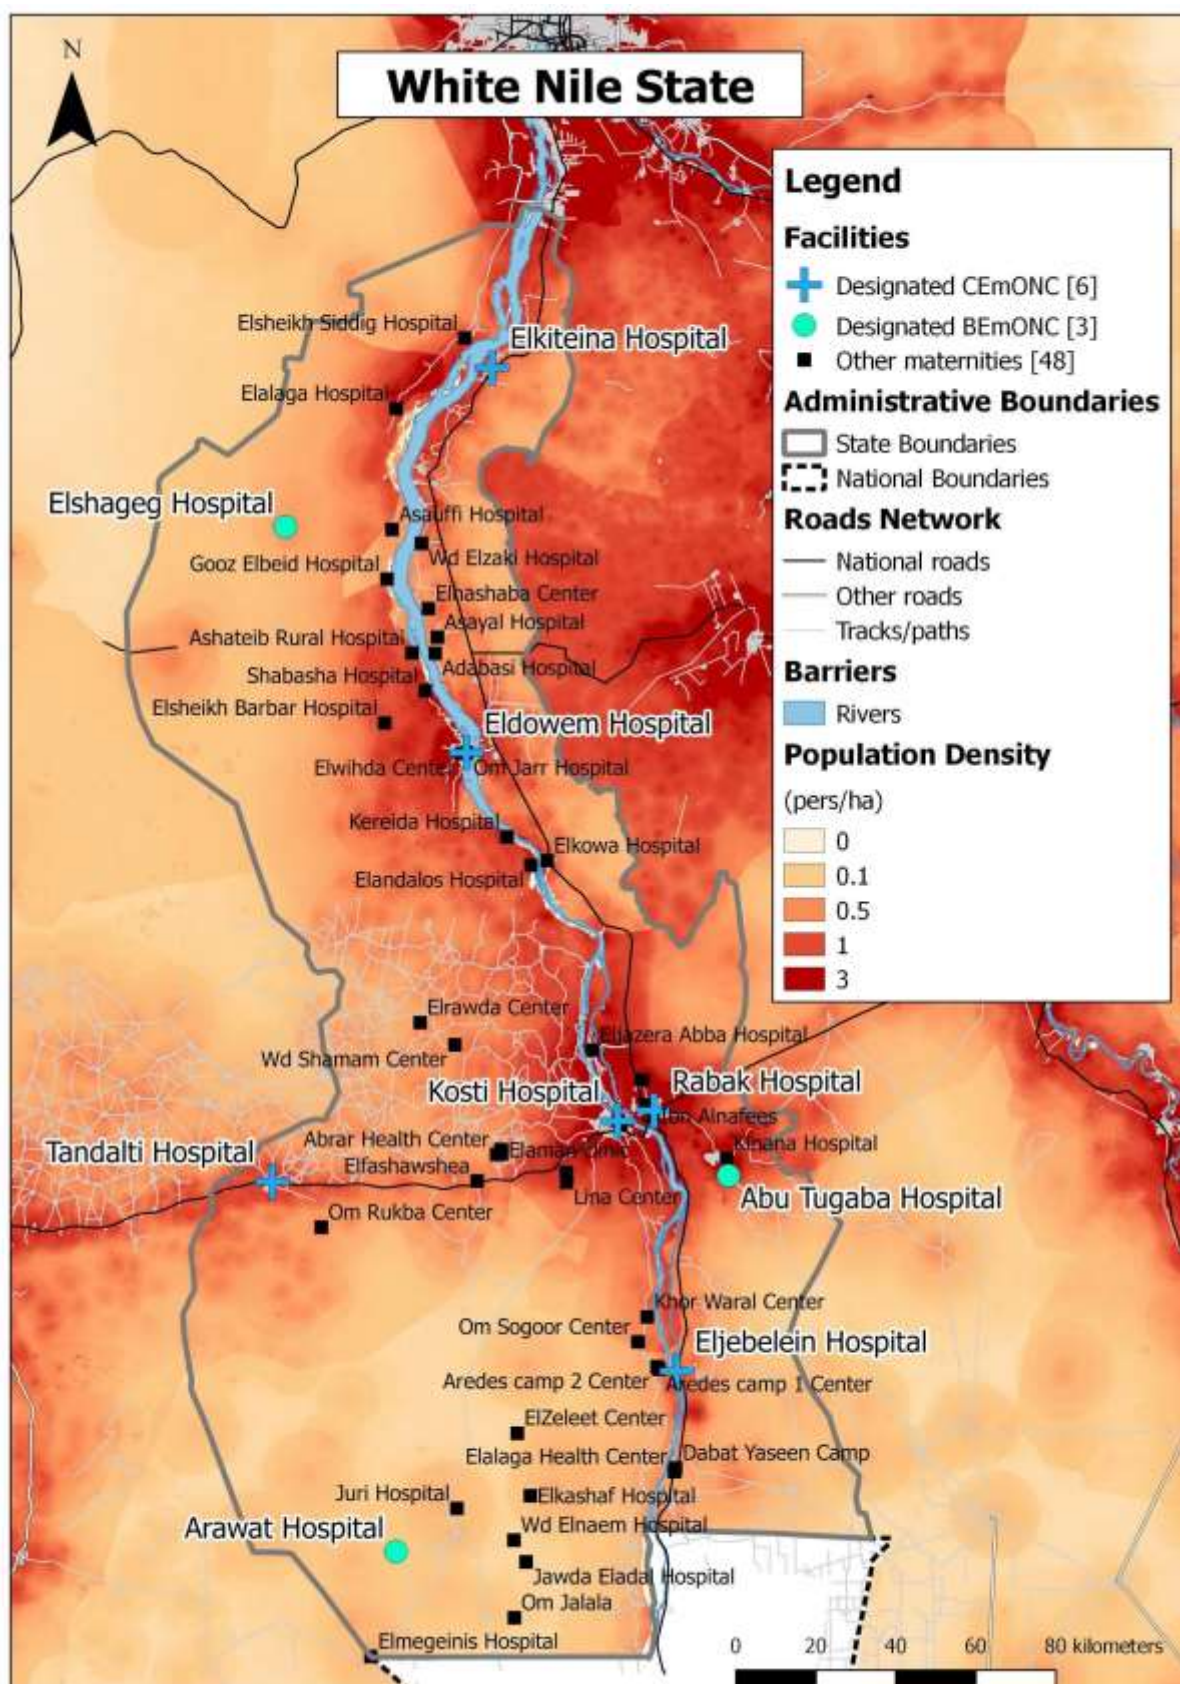 N
White Nile State
Legend
Facilities
Designated CEmONC [6]
Designated BEmONC [3]
Other maternities [48]
Administrative Boundaries
State Boundaries
National Boundaries
Roads Network
National roads
Other roads
Tracks/paths
Barriers
Rivers
Population Density
(pers/ha)
0
0.1
0.5
1
3
Elsheikh Siddig Hospital
Elkiteina Hospital
Elalaga Hospital
Elshageg Hospital
Asauffi Hospital
Wd Elzaki Hospital
Gooz Elbeid Hospital
Elhashaba Center
Asayal Hospital
Ashateib Rural Hospital
Adabasi Hospital
Shabasha Hospital
Elsheikh Barbar Hospital
Eldowem Hospital
Elwihda Center
Om Jarr Hospital
Kereida Hospital
Elkowa Hospital
Elandalos Hospital
Elrawda Center
Eljazera Abba Hospital
Wd Shamam Center
Rabak Hospital
Kosti Hospital
Ibn Alnafees
Abrar Health Center
Elaman Clinic
Kinana Hospital
Tandalti Hospital
Elfashawshea
Lina Center
Abu Tugaba Hospital
Om Rukba Center
Khor Waral Center
Om Sogoor Center
Eljebelein Hospital
Aredes camp 2 Center
Aredes camp 1 Center
ElZeleet Center
Elalaga Health Center
Dabat Yaseen Camp
Juri Hospital
Elkashaf Hospital
Arawat Hospital
Wd Elnaem Hospital
Jawda Eladal Hospital
Om Jalala
Elmegeinis Hospital
0 20 40 60 80 kilometers